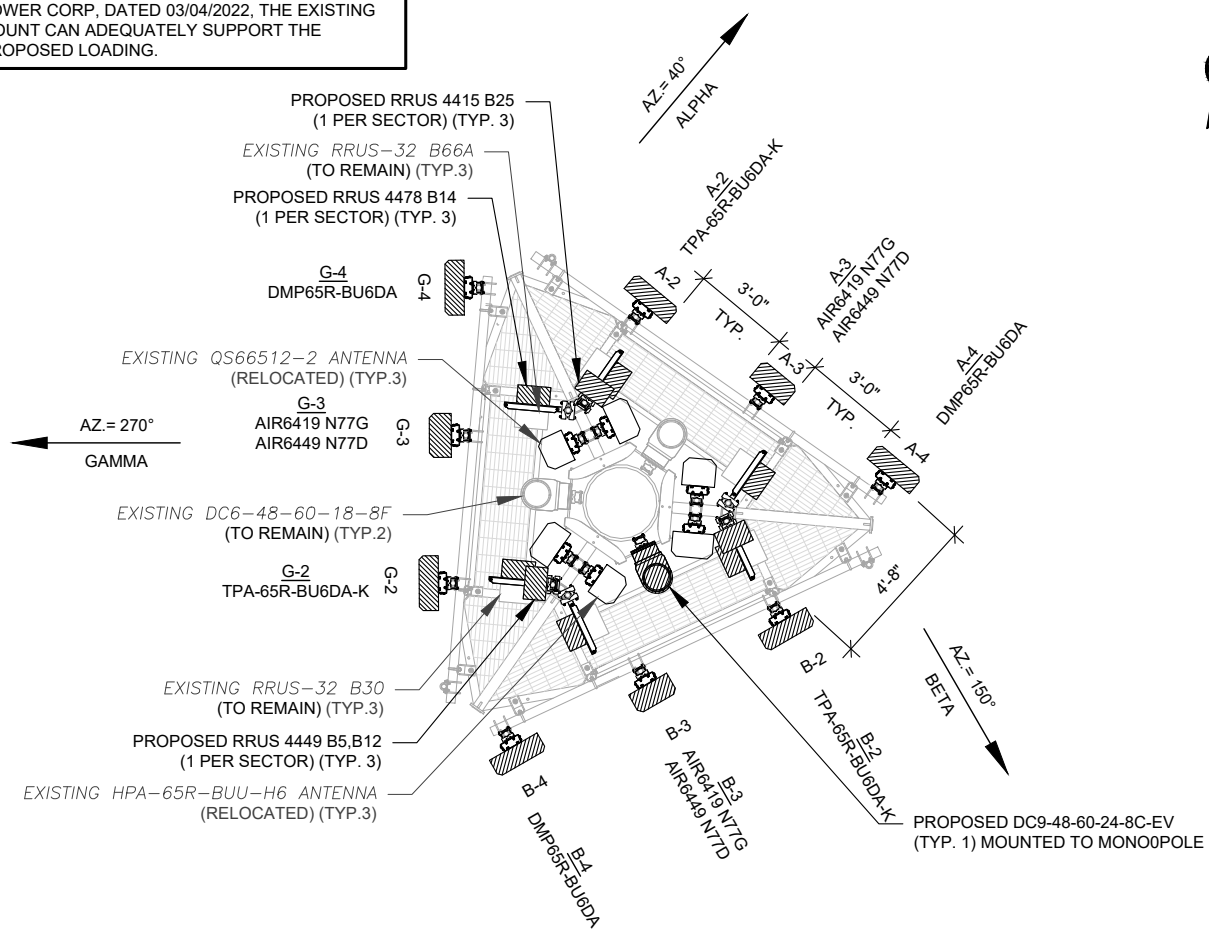 DATED 03/04/2022, THE EXISTING
CAN ADEQUATELY SUPPORT THE
LOADING.
AZ.= 40°
ALPHA
PROPOSED RRUS 4415 B25
(1 PER SECTOR) (TYP. 3)
EXISTING RRUS-32 B66A
(TO REMAIN) (TYP.3)
PROPOSED RRUS 4478 B14
(1 PER SECTOR) (TYP. 3)
A-2
TPA-65R-BU6DA-K
A-2
3'-0"
TYP.
A-3
AIR6419 N77G
AIR6449 N77D
A-3
3'-0"
TYP.
A-4
DMP65R-BU6DA
A-4
G-4
DMP65R-BU6DA
G-4
EXISTING QS66512-2 ANTENNA
(RELOCATED) (TYP.3)
G-3
AIR6419 N77G
AIR6449 N77D
G-3
AZ.= 270°
GAMMA
EXISTING DC6-48-60-18-8F
(TO REMAIN) (TYP.2)
G-2
TPA-65R-BU6DA-K
G-2
4'-8"
AZ.= 150°
BETA
B-2
B-2
TPA-65R-BU6DA-K
B-3
B-3
AIR6419 N77G
AIR6449 N77D
B-4
B-4
DMP65R-BU6DA
EXISTING RRUS-32 B30
(TO REMAIN) (TYP.3)
PROPOSED RRUS 4449 B5,B12
(1 PER SECTOR) (TYP. 3)
EXISTING HPA-65R-BUU-H6 ANTENNA
(RELOCATED) (TYP.3)
PROPOSED DC9-48-60-24-8C-EV
(TYP. 1) MOUNTED TO MONO0POLE